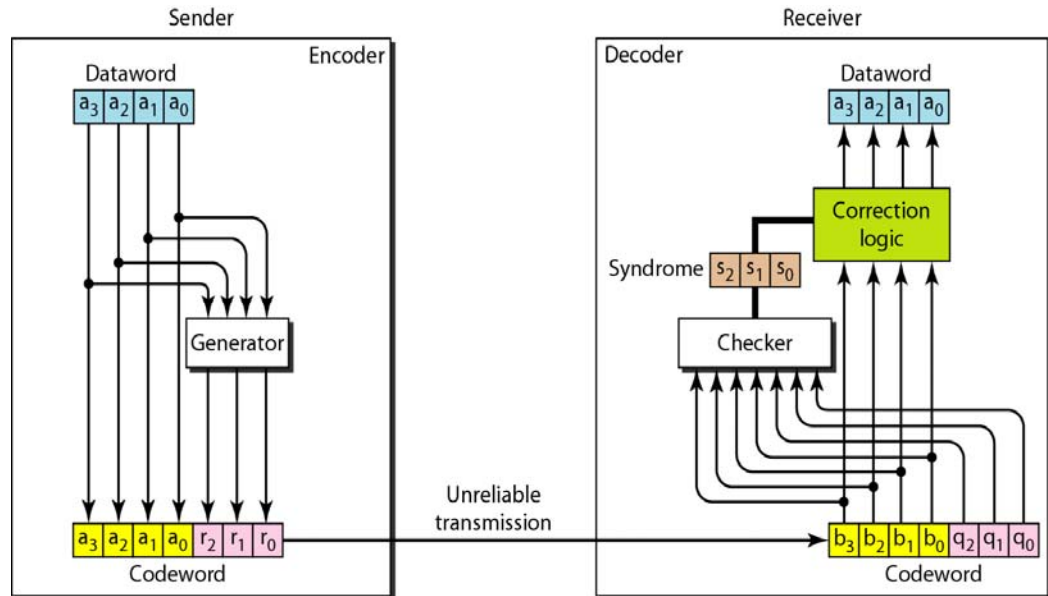 Sender
Receiver
Encoder
Decoder
Dataword
Dataword
a3 a2 a1 a0
a3 a2 a1 a0
Correction
logic
Syndrome
s2 s1 s0
Generator
Checker
Unreliable
transmission
a3 a2 a1 a0 r2 r1 r0
b3 b2 b1 b0 q2 q1 q0
Codeword
Codeword